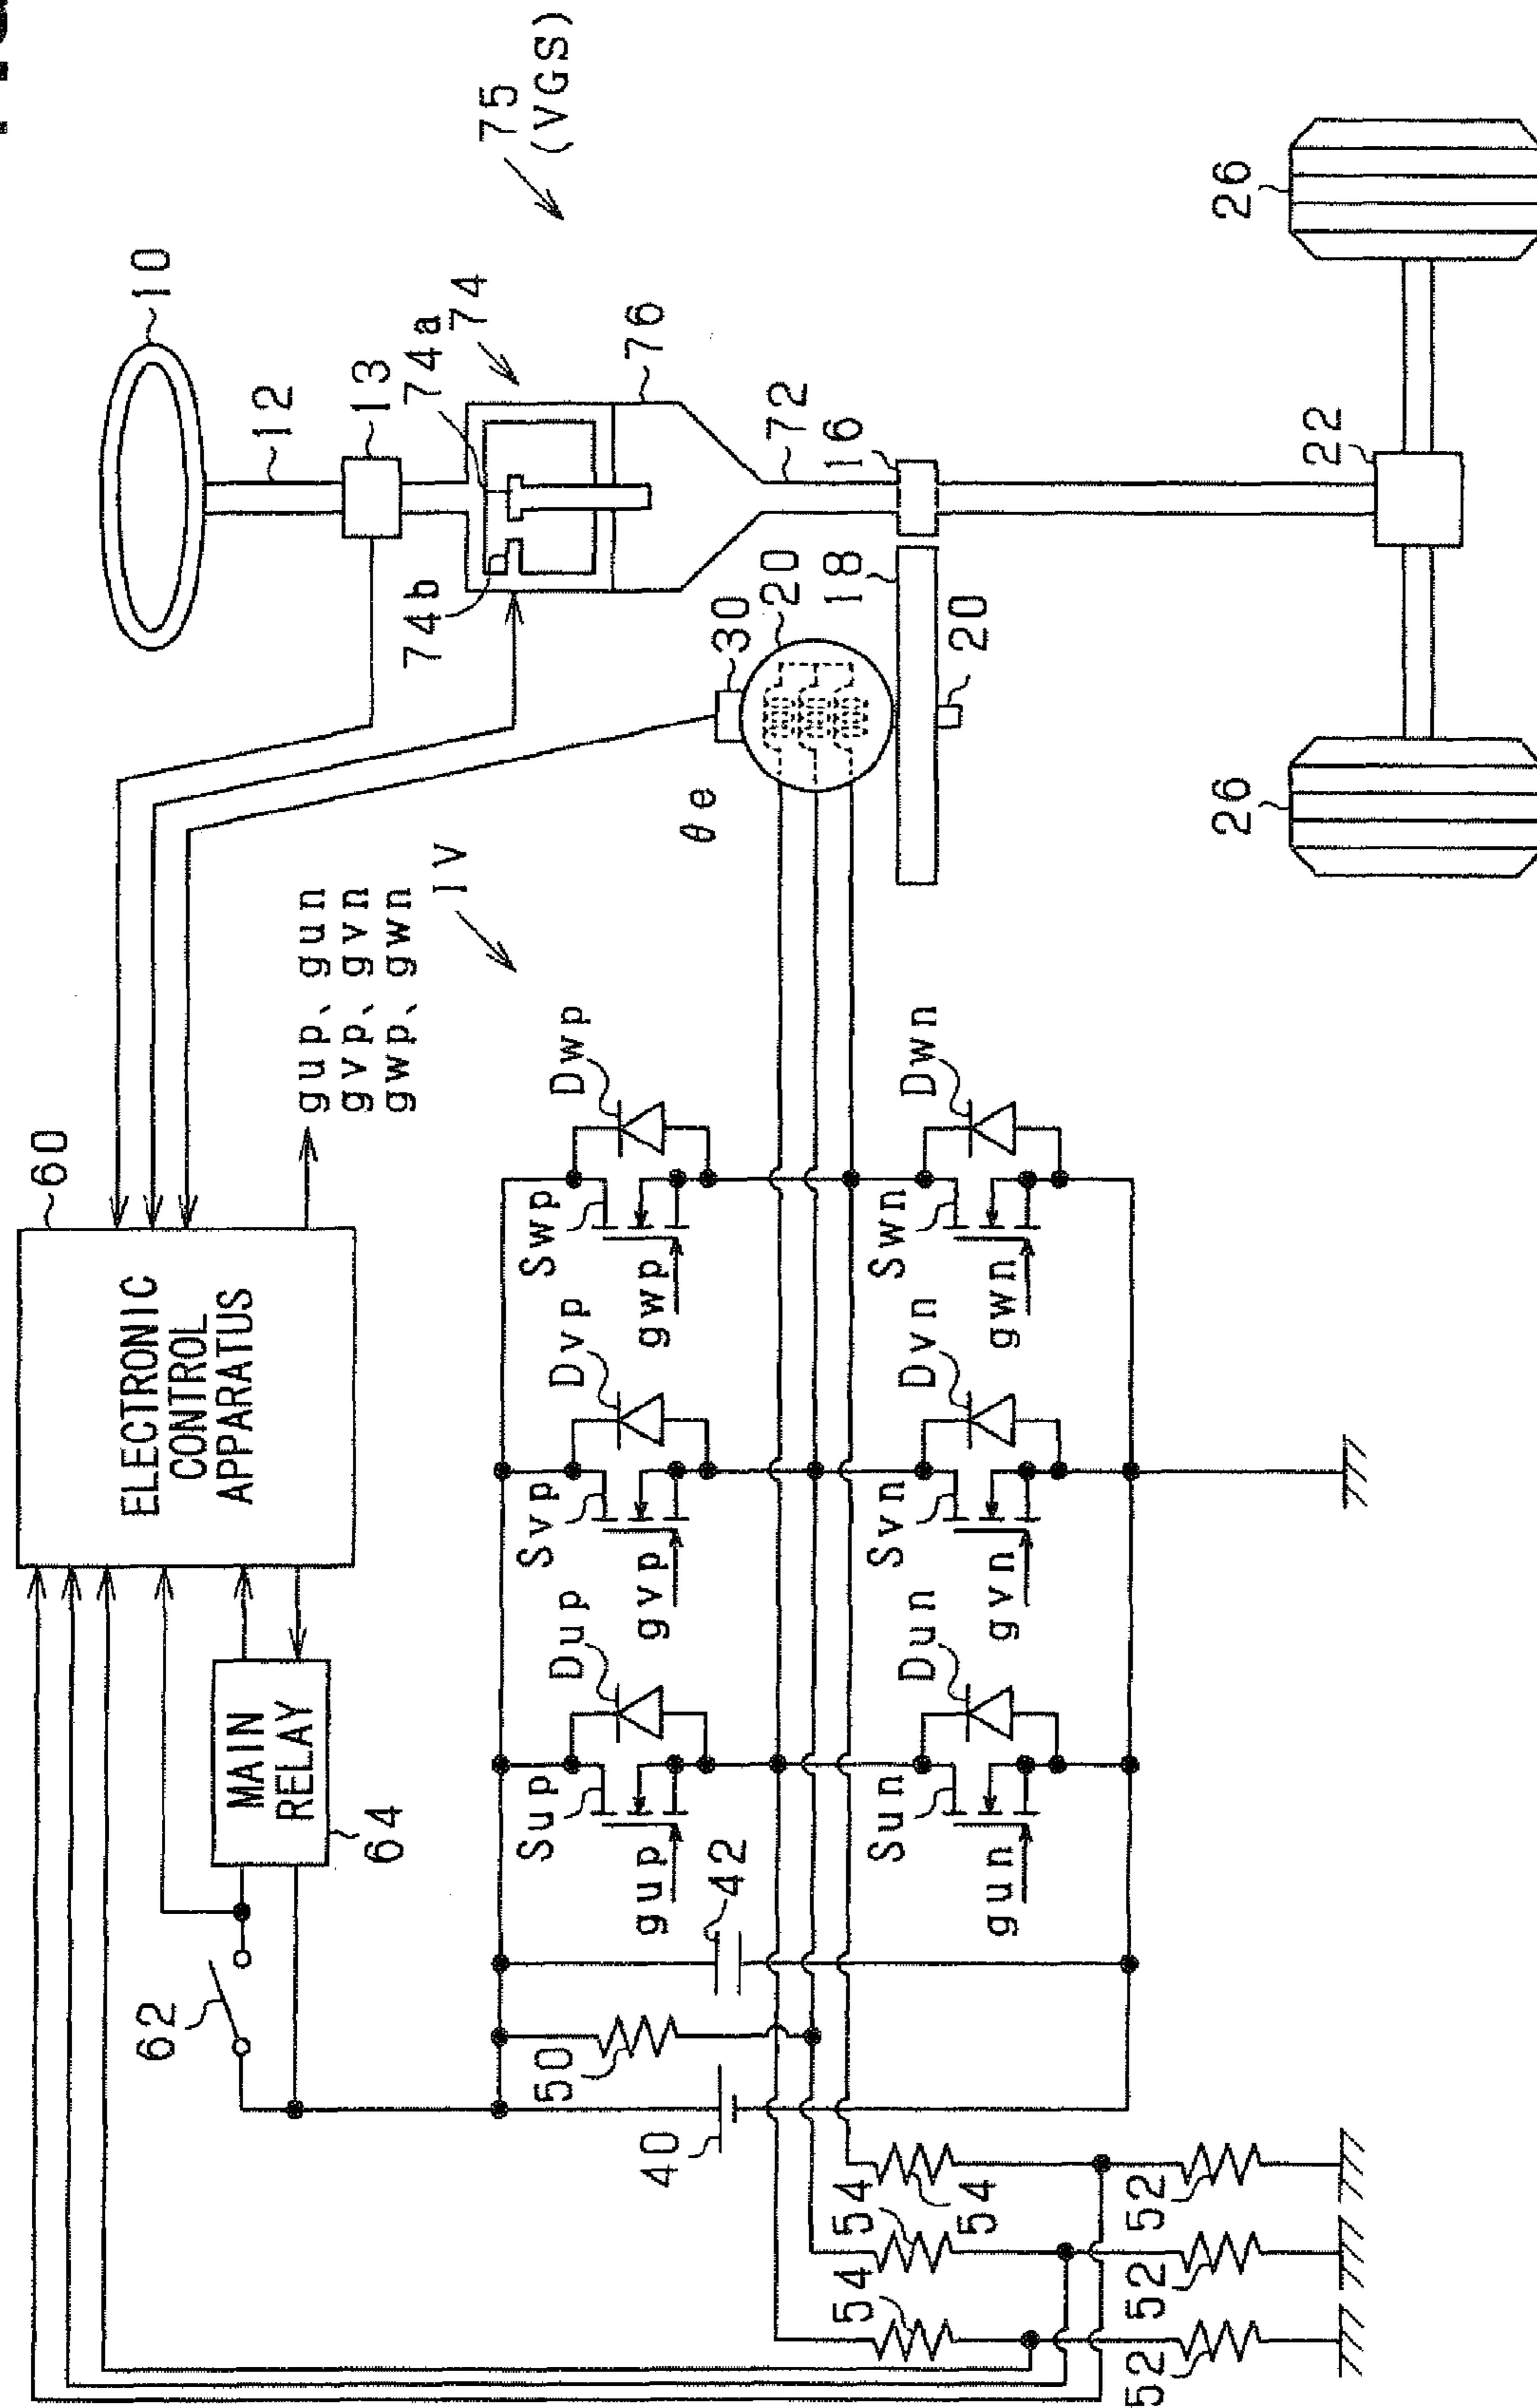 60
ELECTRONIC
CONTROL
APPARATUS
MAIN
RELAY
64
62
gup、gun
gvp、gvn
gwp、gwn
IV
10
12
13
74a
74
74b
75
(VGS)
76
72
16
18
20
20
30
θe
22
26
26
Sup
Dup
gup
Svp
Dvp
gvp
Swp
Dwp
gwp
Sun
Dun
gun
Svn
Dvn
gvn
Swn
Dwn
gwn
42
50
40
54
54
54
52
52
52